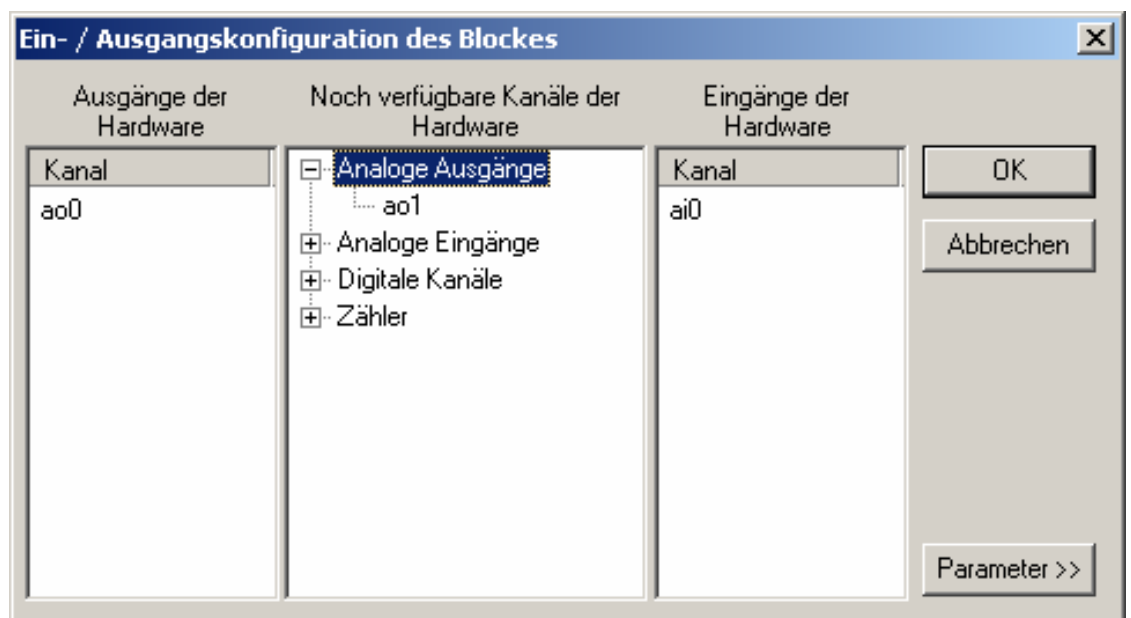 Ein- / Ausgangskonfiguration des Blockes
Ausgänge der
Hardware
Noch verfügbare Kanäle der
Hardware
Eingänge der
Hardware
Kanal
ao0
Analoge Ausgänge
ao1
Analoge Eingänge
Digitale Kanäle
Zähler
Kanal
ai0
OK
Abbrechen
Parameter >>